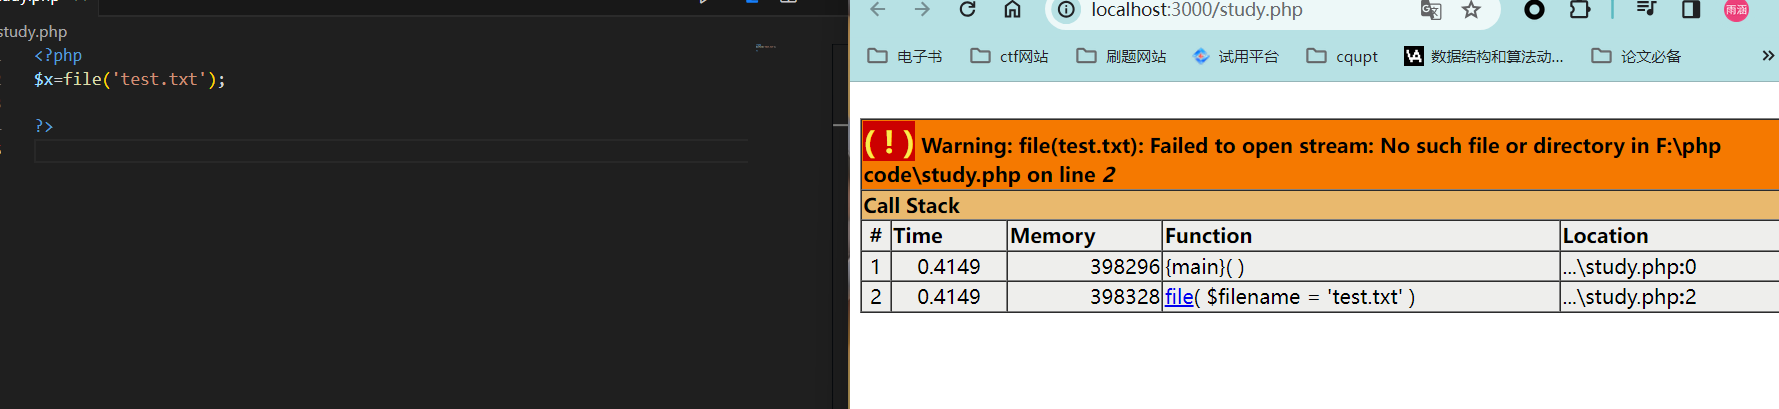 study.php
<?php
$x=file('test.txt');
?>
localhost:3000/study.php
雨涵
电子书
ctf网站
刷题网站
试用平台
cqupt
数据结构和算法动...
论文必备
»
( ! ) Warning: file(test.txt): Failed to open stream: No such file or directory in F:\php
code\study.php on line 2
Call Stack
# Time Memory Function Location
1 0.4149 398296 {main}( ) ...\study.php:0
2 0.4149 398328 file( $filename = 'test.txt' ) ...\study.php:2